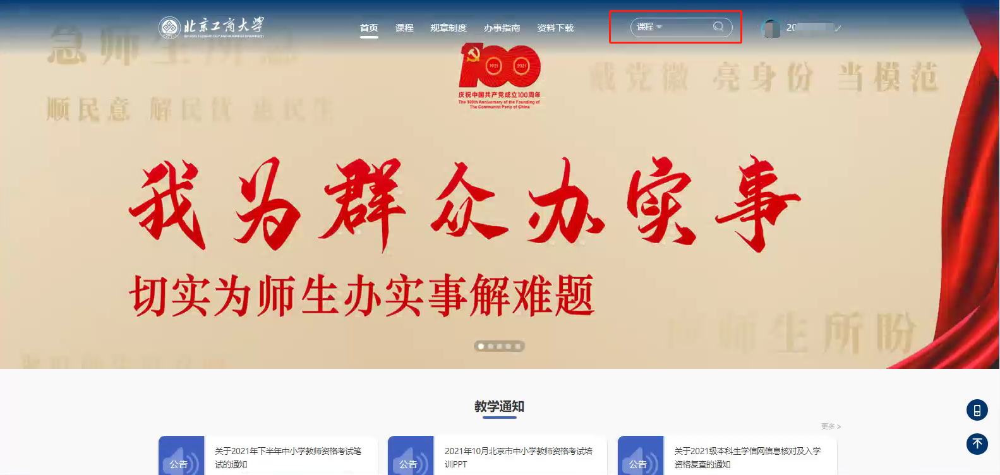 北京工商大学
BEIJING TECHNOLOGY AND BUSINESS UNIVERSITY
首页 课程 规章制度 办事指南 资料下载
课程
20
急师生所急
戴党徽 亮身份 当模范
顺民意 解民忧 惠民生
100
1921 2021
庆祝中国共产党成立100周年
The 100th Anniversary of the Founding of
The Communist Party of China
我为群众办实事
切实为师生办实事解难题
师生所盼
教学通知
更多 >
公告
关于2021年下半年中小学教师资格考试笔
试的通知
公告
2021年10月北京市中小学教师资格考试培
训PPT
公告
关于2021级本科生学信网信息核对及入学
资格复查的通知